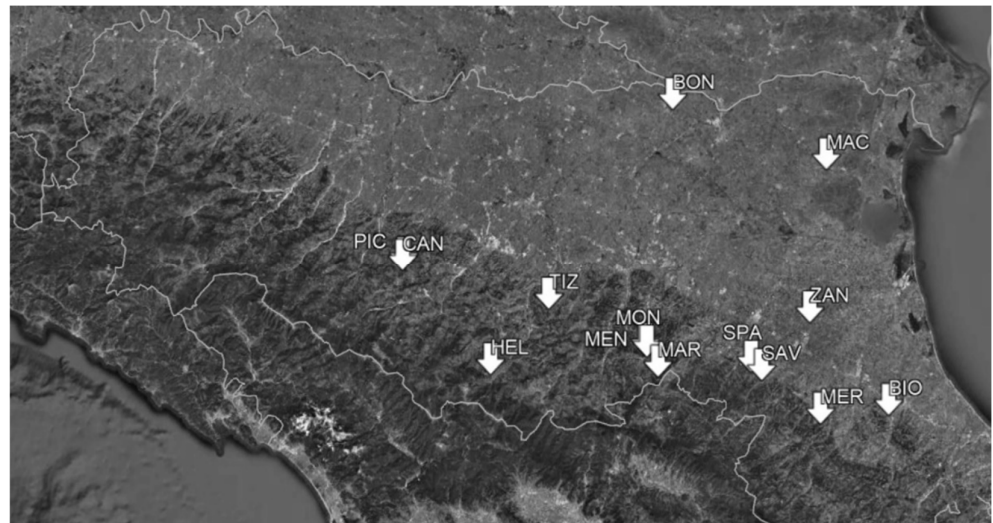 BON
MAC
PIC CAN
TIZ
ZAN
MON
SPA
MEN
HEL
MAR
SAV
MER
BIO